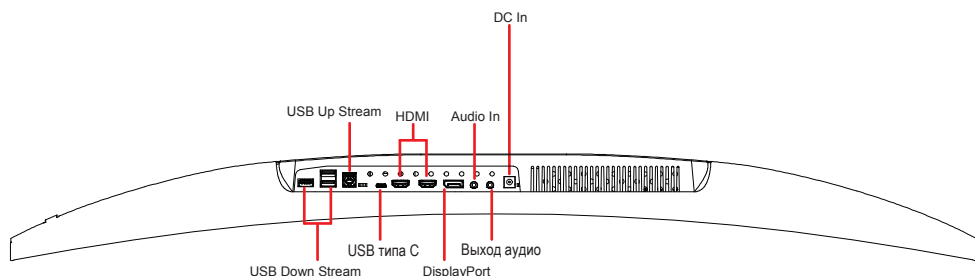 DC In
USB Up Stream
HDMI
Audio In
USB типа C
Выход аудио
USB Down Stream
DisplayPort